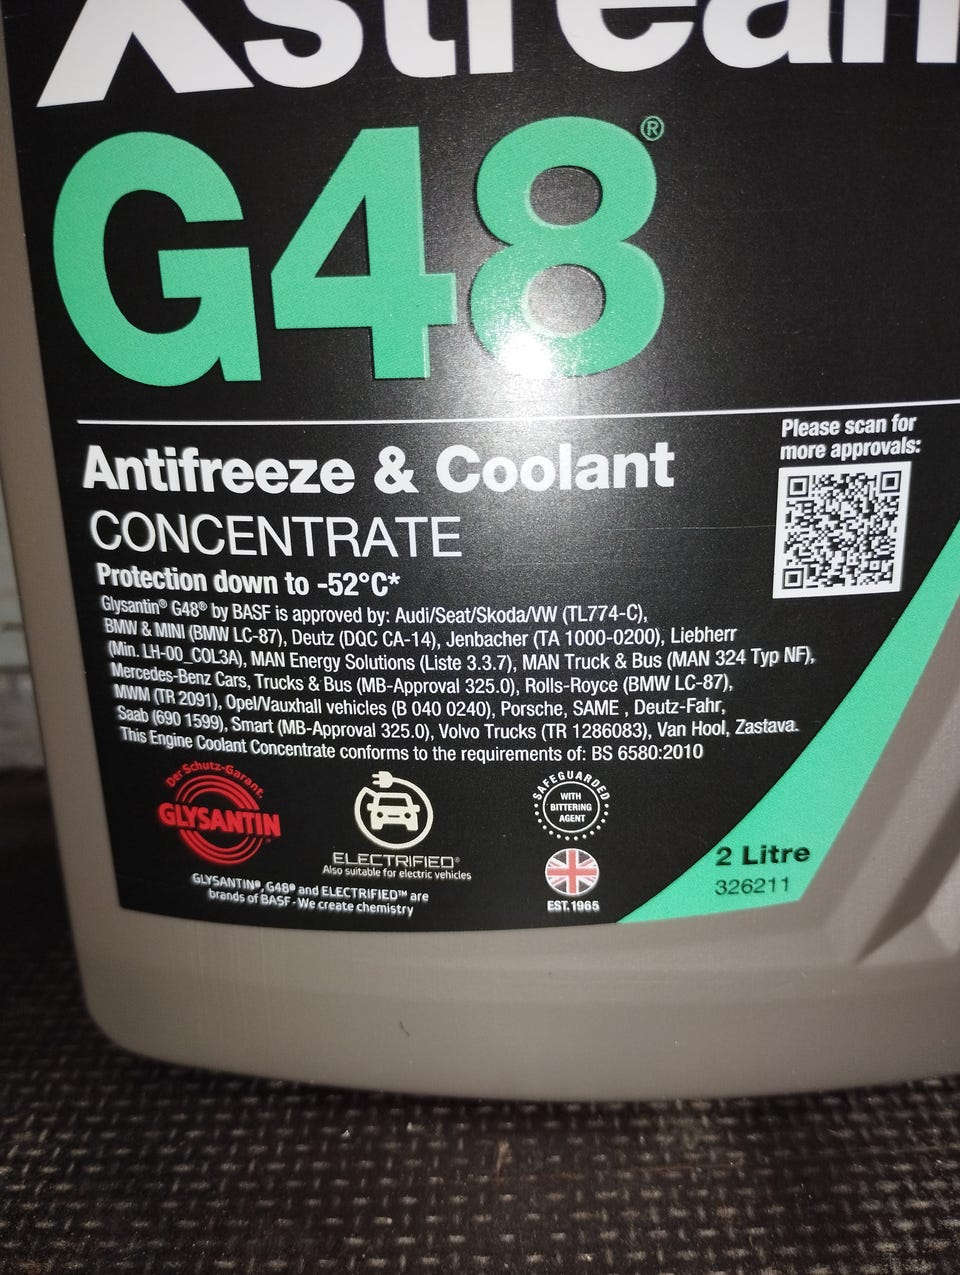 Xstream
G48®
Please scan for
more approvals:
Antifreeze & Coolant
CONCENTRATE
Protection down to -52°C*
Glysantin® G48® by BASF is approved by: Audi/Seat/Skoda/VW (TL774-C),
BMW & MINI (BMW LC-87), Deutz (DQC CA-14), Jenbacher (TA 1000-0200), Liebherr
(Min. LH-00_COL3A), MAN Energy Solutions (Liste 3.3.7), MAN Truck & Bus (MAN 324 Typ NF),
Mercedes-Benz Cars, Trucks & Bus (MB-Approval 325.0), Rolls-Royce (BMW LC-87),
MWM (TR 2091), Opel/Vauxhall vehicles (B 040 0240), Porsche, SAME , Deutz-Fahr,
Saab (690 1599), Smart (MB-Approval 325.0), Volvo Trucks (TR 1286083), Van Hool, Zastava.
This Engine Coolant Concentrate conforms to the requirements of: BS 6580:2010
Der Schutz-Garant.
GLYSANTIN®
ELECTRIFIED®
Also suitable for electric vehicles
SAFEGUARDED
WITH
BITTERING
AGENT
EST.1965
GLYSANTIN®, G48® and ELECTRIFIED™ are
brands of BASF - We create chemistry
2 Litre
326211